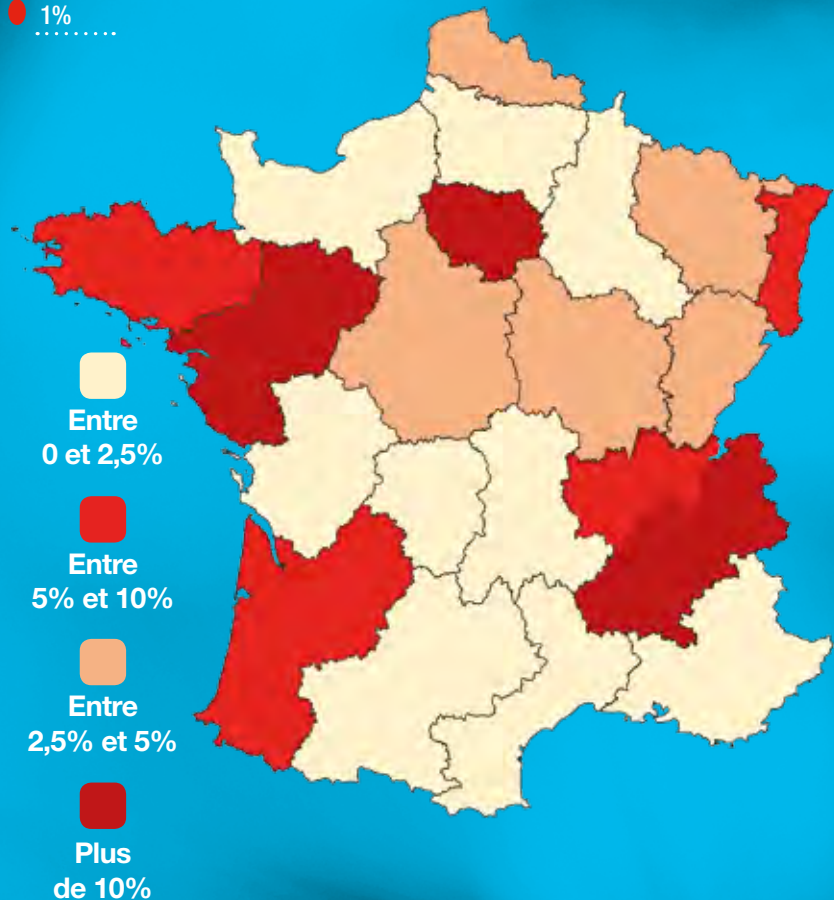 1%
Entre
0 et 2,5%
Entre
5% et 10%
Entre
2,5% et 5%
Plus
de 10%